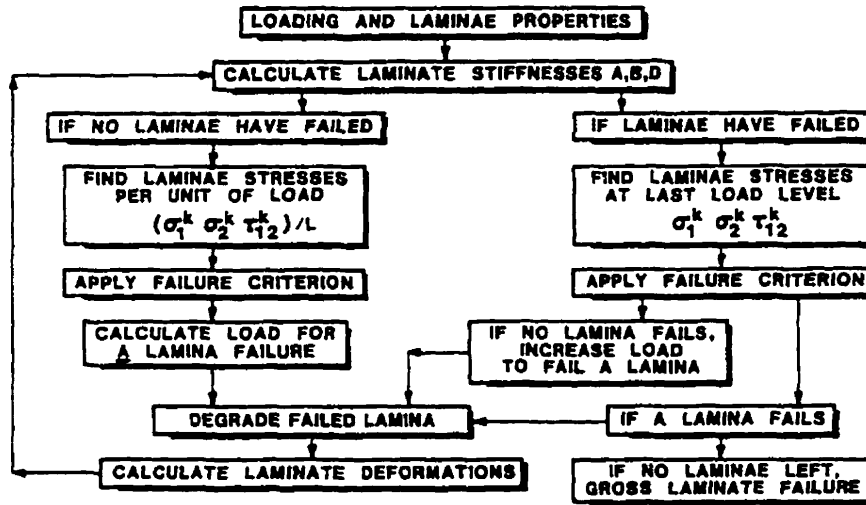 LOADING AND LAMINAE PROPERTIES
CALCULATE LAMINATE STIFFNESSES A,B,D
IF NO LAMINAE HAVE FAILED
FIND LAMINAE STRESSES
PER UNIT OF LOAD
(σ₁ᵏ σ₂ᵏ τ₁₂ᵏ)/L
APPLY FAILURE CRITERION
CALCULATE LOAD FOR
A LAMINA FAILURE
IF LAMINAE HAVE FAILED
FIND LAMINAE STRESSES
AT LAST LOAD LEVEL
σ₁ᵏ σ₂ᵏ τ₁₂ᵏ
APPLY FAILURE CRITERION
IF NO LAMINA FAILS,
INCREASE LOAD
TO FAIL A LAMINA
DEGRADE FAILED LAMINA
IF A LAMINA FAILS
CALCULATE LAMINATE DEFORMATIONS
IF NO LAMINAE LEFT,
GROSS LAMINATE FAILURE